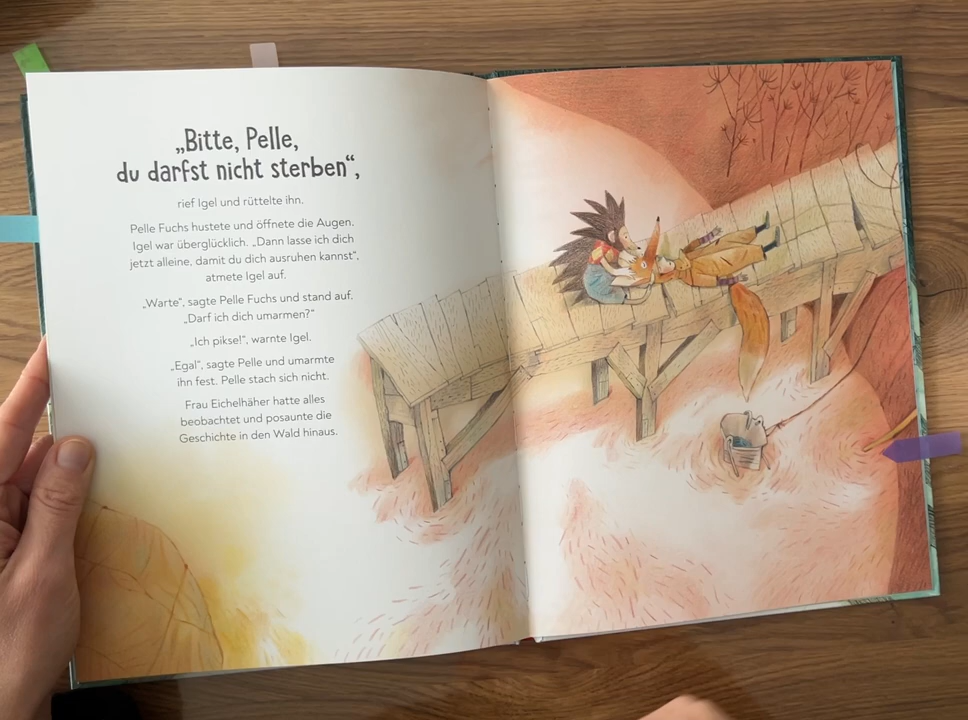 „Bitte, Pelle,
du darfst nicht sterben“,
rief Igel und rüttelte ihn.
Pelle Fuchs hustete und öffnete die Augen.
Igel war überglücklich. „Dann lasse ich dich
jetzt alleine, damit du dich ausruhen kannst“,
atmete Igel auf.
„Warte“, sagte Pelle Fuchs und stand auf.
„Darf ich dich umarmen?“
„Ich pikse!“, warnte Igel.
„Egal“, sagte Pelle und umarmte
ihn fest. Pelle stach sich nicht.
Frau Eichelhäher hatte alles
beobachtet und posaunte die
Geschichte in den Wald hinaus.